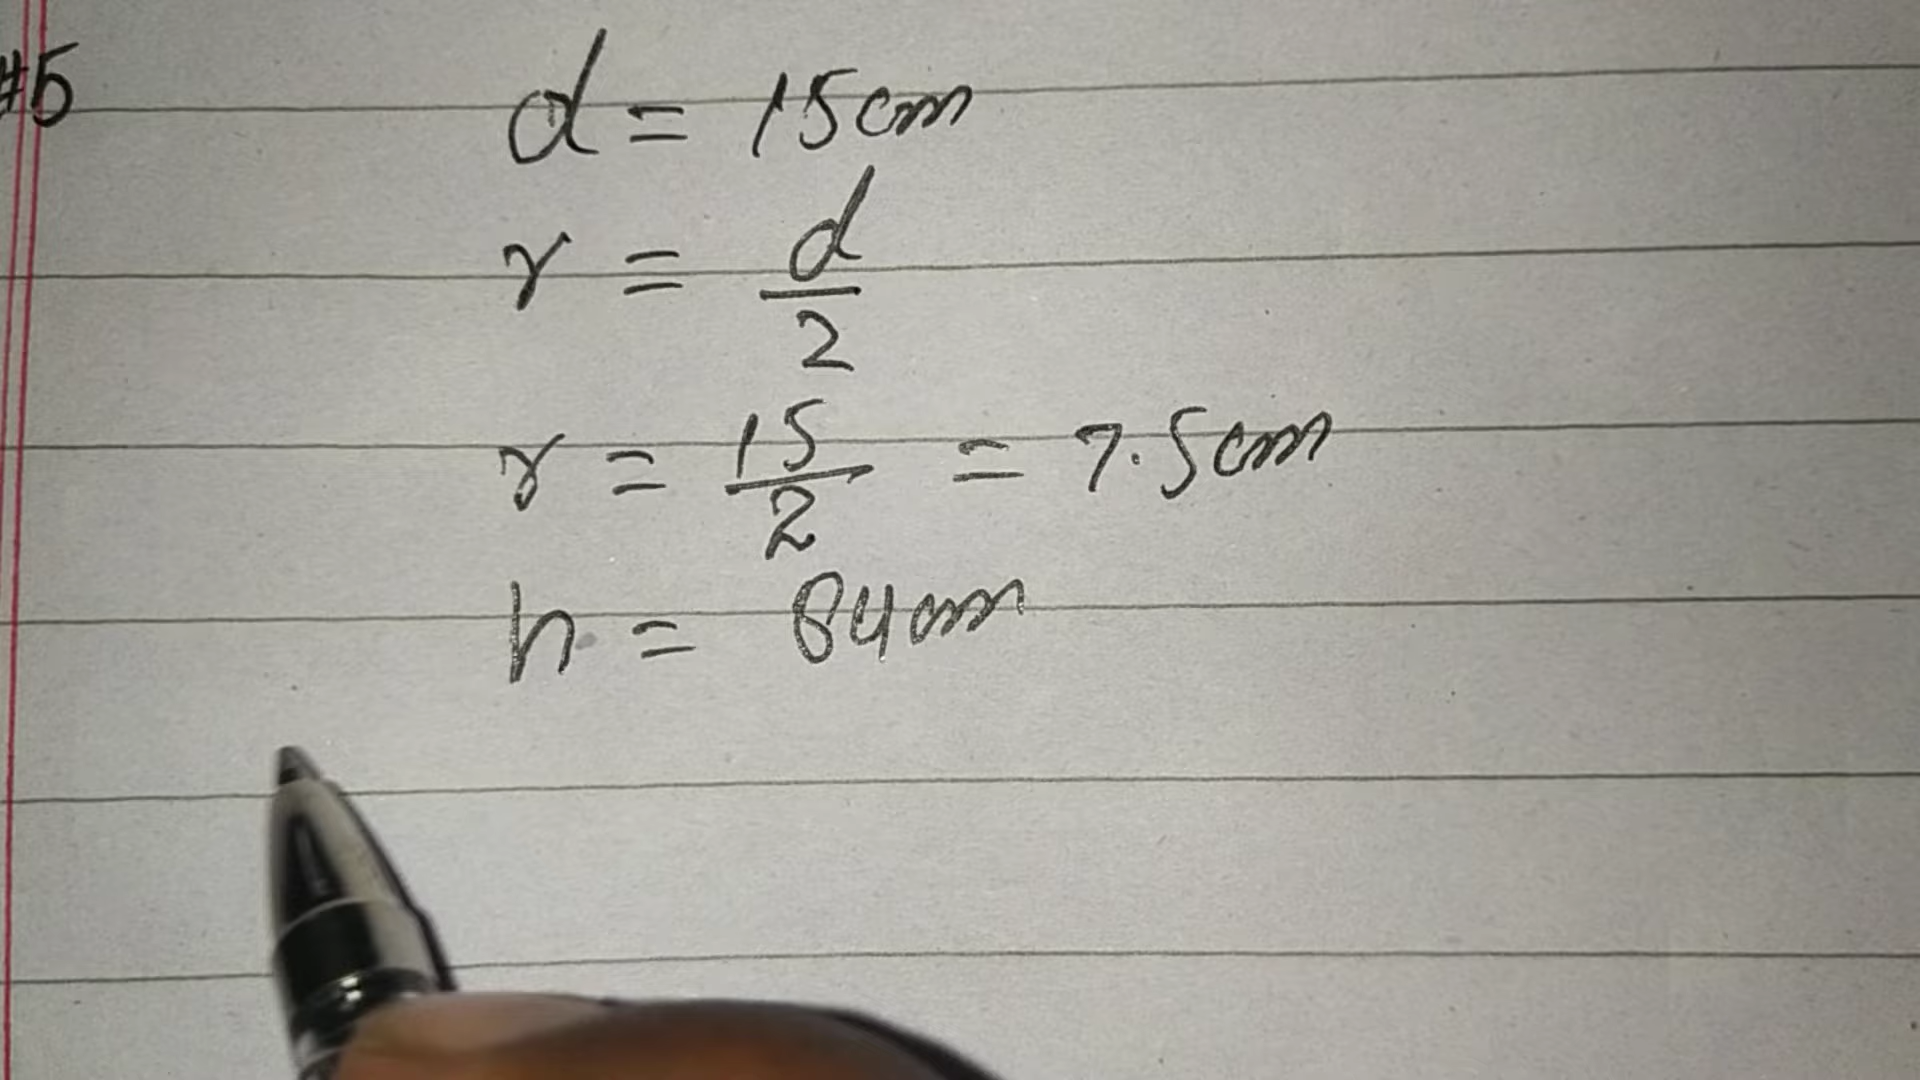 #5
d = 15cm
r = d/2
r = 15/2 = 7.5cm
h = 84cm